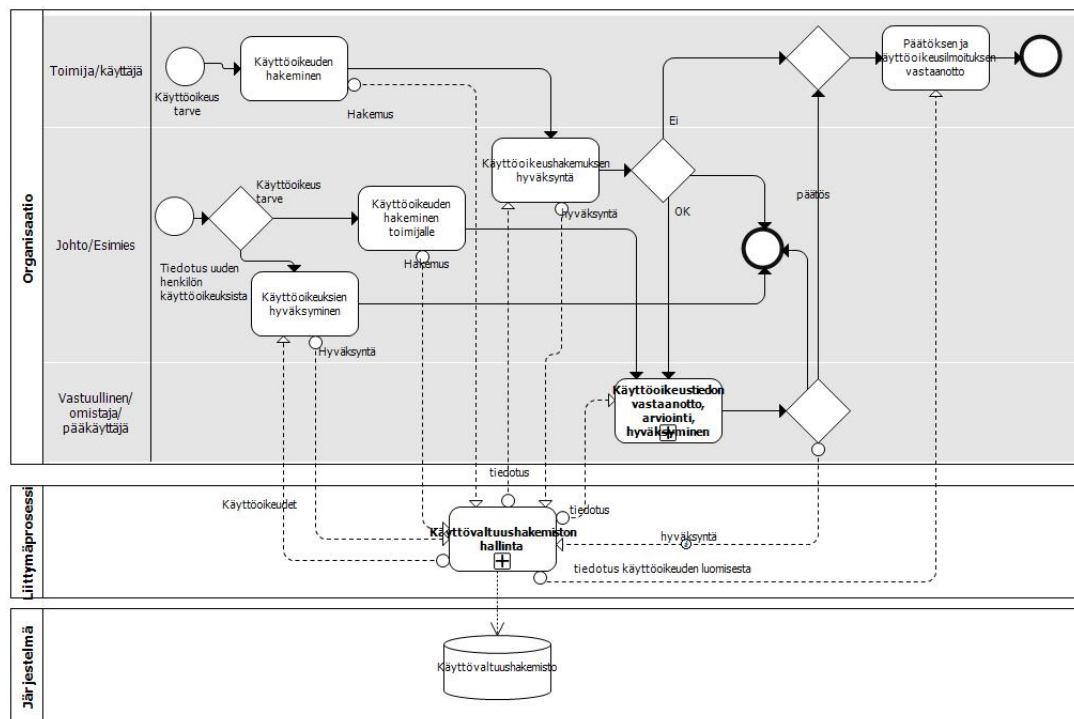 Organisaatio
Toimija/käyttäjä
Käyttöoikeus
tarve
Käyttöoikeuden
hakeminen
Hakemus
Ei
Päätöksen ja
käyttöoikeusilmoituksen
vastaanotto
Johto/Esimies
Käyttöoikeus
tarve
Tiedotus uuden
henkilön
käyttöoikeuksista
Käyttöoikeuden
hakeminen
toimijalle
Hakemus
Käyttöoikeuksien
hyväksyminen
Hyväksyntä
Käyttöoikeushakemuksen
hyväksyntä
hyväksyntä
OK
päätös
Vastuullinen/
omistaja/
pääkäyttäjä
Käyttöoikeustiedon
vastaanotto,
arviointi,
hyväksyminen
Liittymäprosessi
Käyttöoikeudet
tiedotus
tiedotus
Käyttövaltuushakemiston
hallinta
hyväksyntä
tiedotus käyttöoikeuden luomisesta
Järjestelmä
Käyttövaltuushakemisto